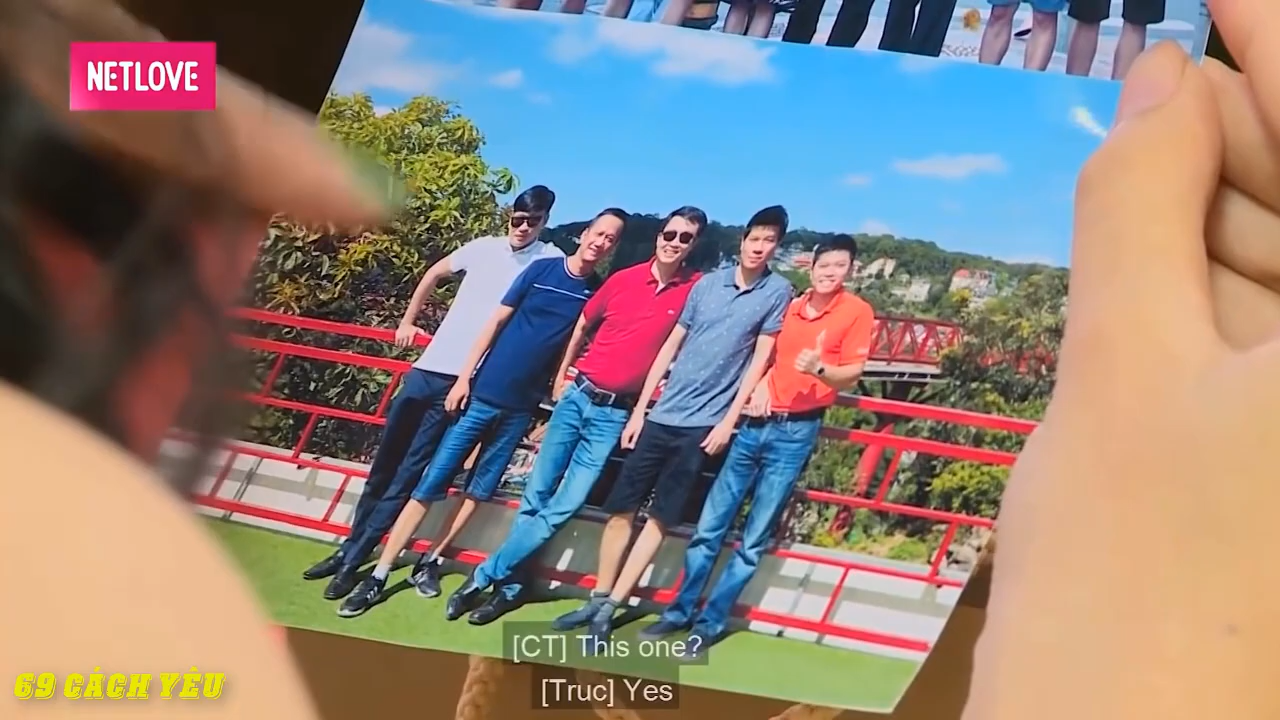 NETLOVE
[CT] This one?
[Truc] Yes
69 CÁCH YÊU